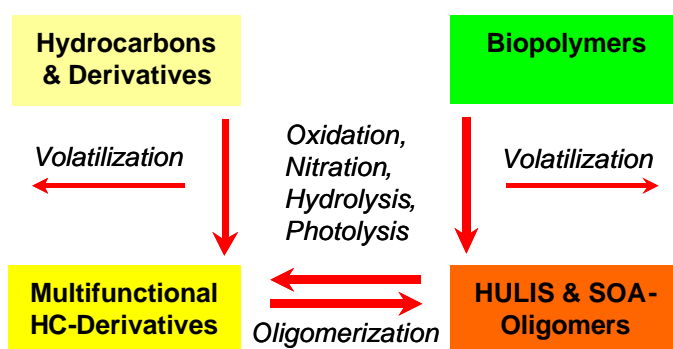 Hydrocarbons
& Derivatives
Biopolymers
Volatilization
Oxidation,
Nitration,
Hydrolysis,
Photolysis
Volatilization
Multifunctional
HC-Derivatives
Oligomerization
HULIS & SOA-
Oligomers